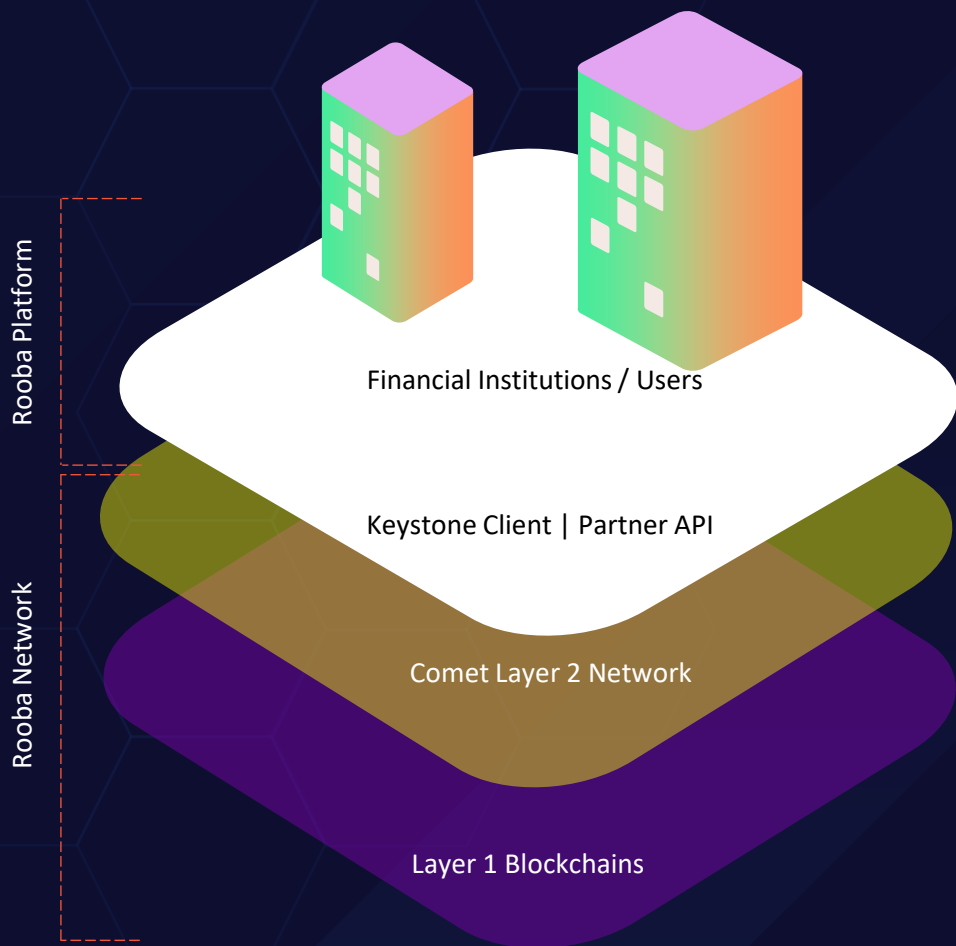 Rooba Platform
Financial Institutions / Users
Keystone Client | Partner API
Rooba Network
Comet Layer 2 Network
Layer 1 Blockchains